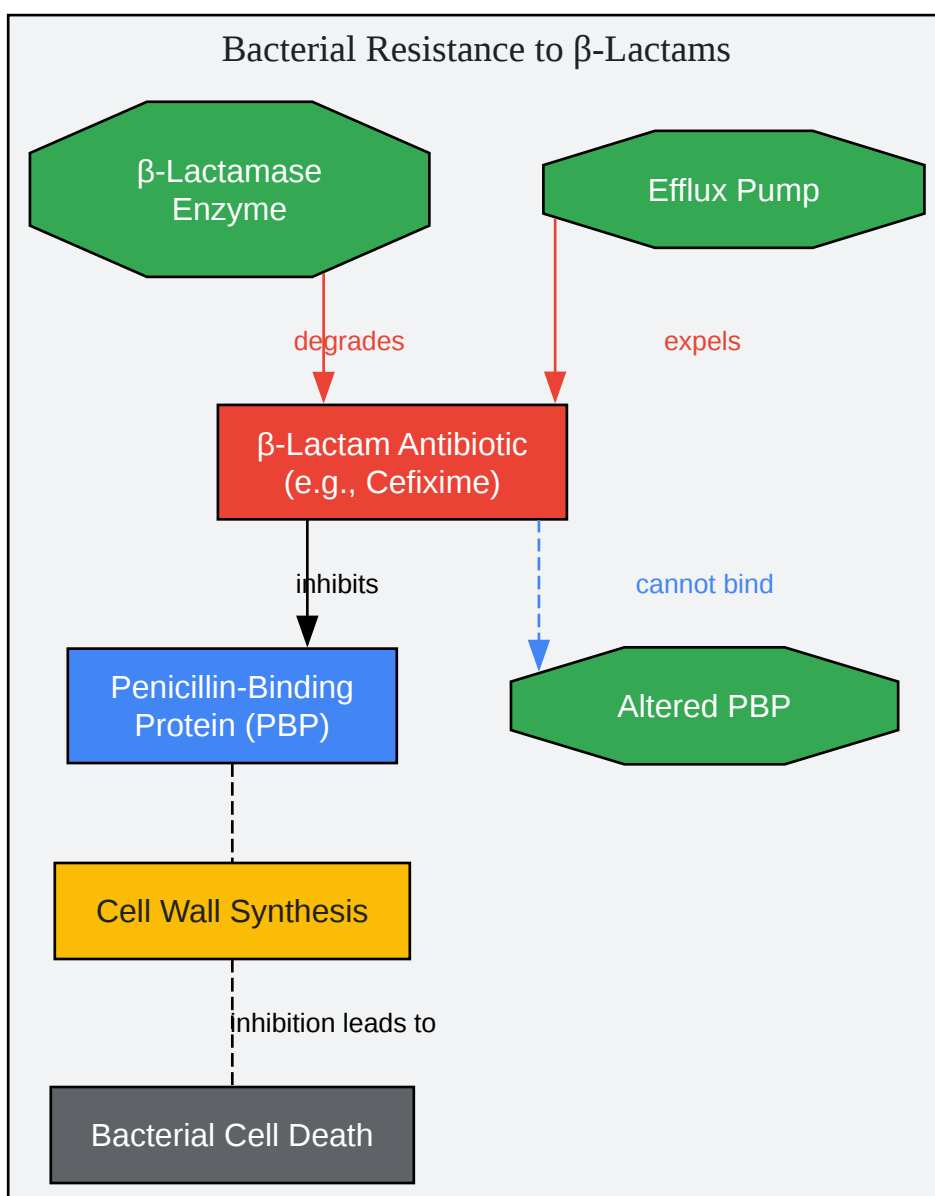 Bacterial Resistance to β-Lactams
β-Lactamase
Enzyme
Efflux Pump
degrades
expels
β-Lactam Antibiotic
(e.g., Cefixime)
inhibits
cannot bind
Penicillin-Binding
Protein (PBP)
Altered PBP
Cell Wall Synthesis
inhibition leads to
Bacterial Cell Death